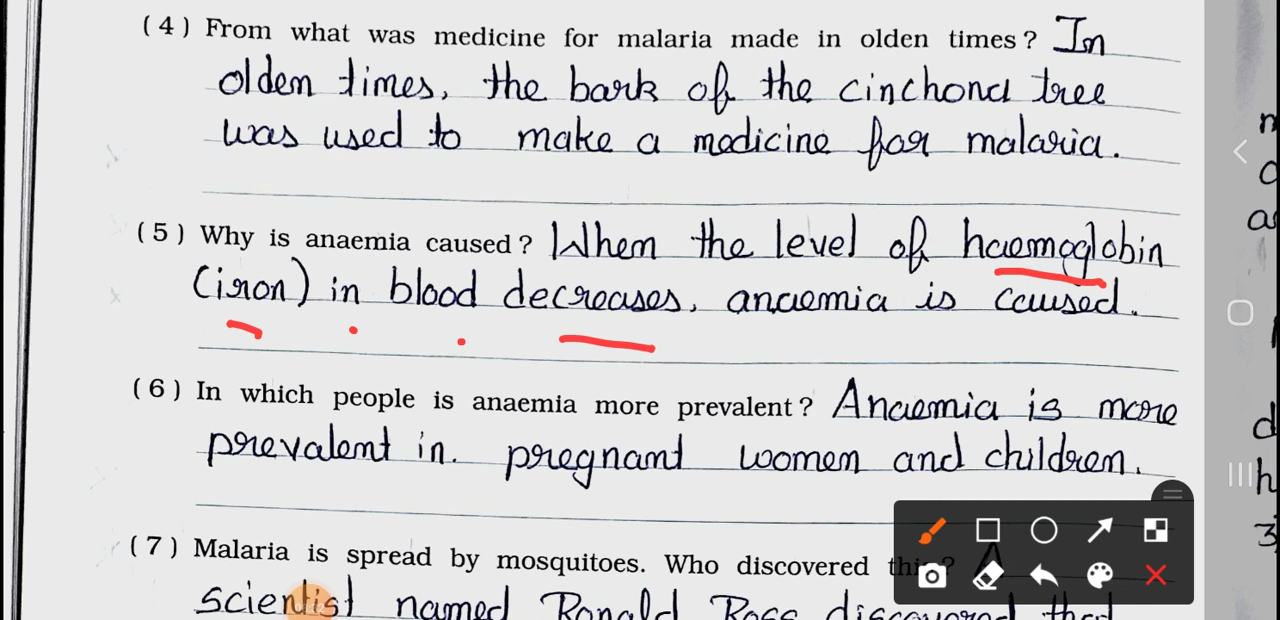 (4) From what was medicine for malaria made in olden times? In
olden times, the bark of the cinchona tree
was used to make a medicine for malaria.
(5) Why is anaemia caused? When the level of haemoglobin
(iron) in blood decreases, anaemia is caused.
(6) In which people is anaemia more prevalent? Anaemia is more
prevalent in. pregnant women and children.
(7) Malaria is spread by mosquitoes. Who discovered this? A
scientist named Ronald Ross discovered that